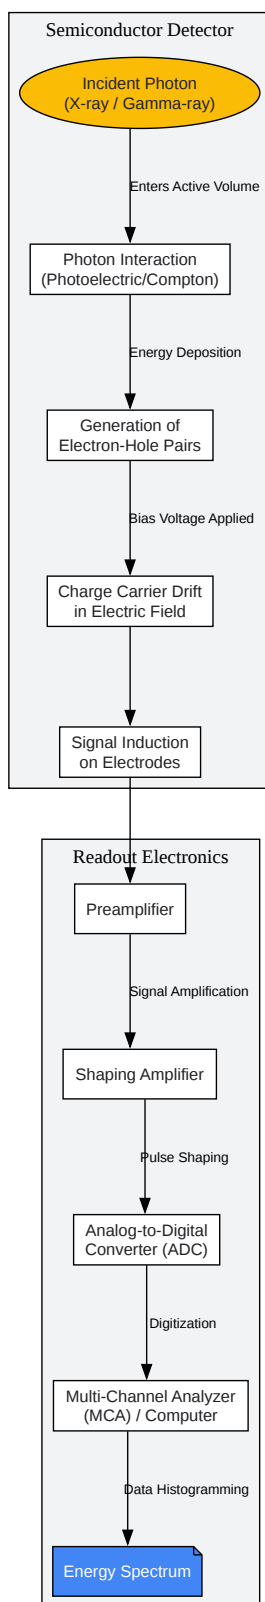 Semiconductor Detector
Incident Photon
(X-ray / Gamma-ray)
Enters Active Volume
Photon Interaction
(Photoelectric/Compton)
Energy Deposition
Generation of
Electron-Hole Pairs
Bias Voltage Applied
Charge Carrier Drift
in Electric Field
Signal Induction
on Electrodes
Readout Electronics
Preamplifier
Signal Amplification
Shaping Amplifier
Pulse Shaping
Analog-to-Digital
Converter (ADC)
Digitization
Multi-Channel Analyzer
(MCA) / Computer
Data Histogramming
Energy Spectrum